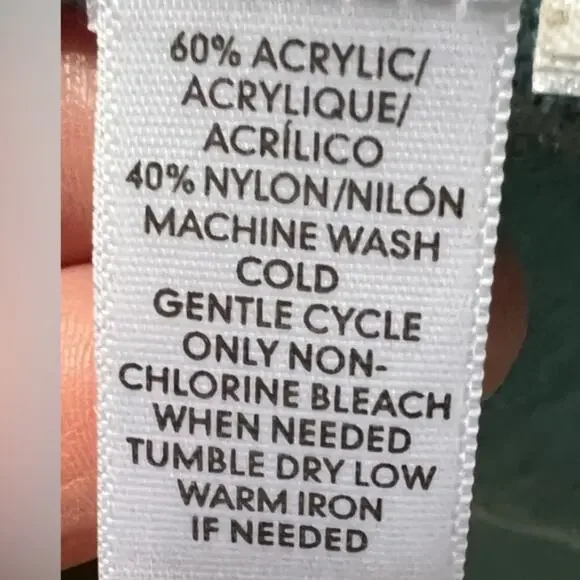 60% ACRYLIC/
ACRYLIQUE/
ACRÍLICO
40% NYLON/NILÓN
MACHINE WASH
COLD
GENTLE CYCLE
ONLY NON-
CHLORINE BLEACH
WHEN NEEDED
TUMBLE DRY LOW
WARM IRON
IF NEEDED